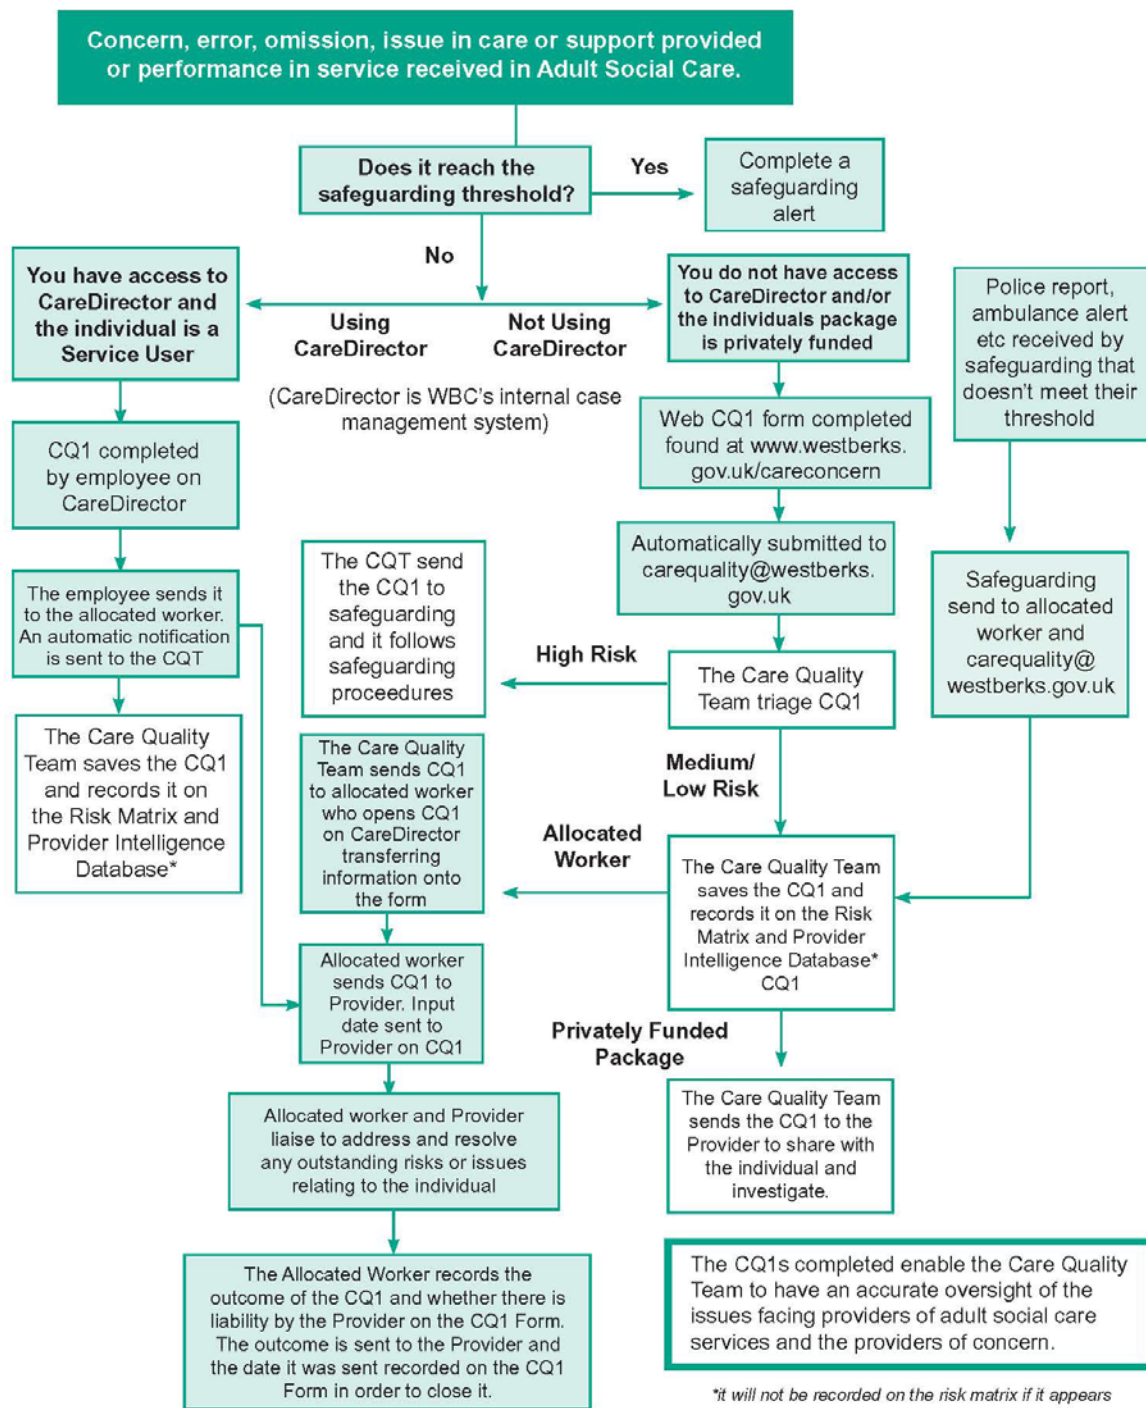 Concern, error, omission, issue in care or support provided
or performance in service received in Adult Social Care.
Does it reach the
safeguarding threshold?
Yes
Complete a
safeguarding
alert
No
You have access to
CareDirector and
the individual is a
Service User
Using
CareDirector
Not Using
CareDirector
You do not have access
to CareDirector and/or
the individuals package
is privately funded
Police report,
ambulance alert
etc received by
safeguarding that
doesn't meet their
threshold
(CareDirector is WBC's internal case
management system)
CQ1 completed
by employee on
CareDirector
Web CQ1 form completed
found at www.westberks.
gov.uk/careconcern
The employee sends it
to the allocated worker.
An automatic notification
is sent to the CQT
The CQT send
the CQ1 to
safeguarding
and it follows
safeguarding
proceedures
Automatically submitted to
carequality@westberks.
gov.uk
Safeguarding
send to allocated
worker and
carequality@
westberks.gov.uk
High Risk
The Care Quality
Team triage CQ1
The Care Quality
Team saves the CQ1
and records it on
the Risk Matrix and
Provider Intelligence
Database*
The Care Quality
Team sends CQ1
to allocated worker
who opens CQ1
on CareDirector
transferring
information onto
the form
Medium/
Low Risk
Allocated
Worker
The Care Quality Team
saves the CQ1 and
records it on the Risk
Matrix and Provider
Intelligence Database*
CQ1
Allocated worker
sends CQ1 to
Provider. Input
date sent to
Provider on CQ1
Privately Funded
Package
The Care Quality Team
sends the CQ1 to the
Provider to share with
the individual and
investigate.
Allocated worker and Provider
liaise to address and resolve
any outstanding risks or issues
relating to the individual
The Allocated Worker records the
outcome of the CQ1 and whether there is
liability by the Provider on the CQ1 Form.
The outcome is sent to the Provider and
the date it was sent recorded on the CQ1
Form in order to close it.
The CQ1s completed enable the Care Quality
Team to have an accurate oversight of the
issues facing providers of adult social care
services and the providers of concern.
*it will not be recorded on the risk matrix if it appears